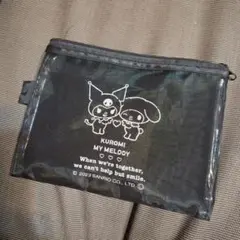 KUROMI
MY MELODY
♡ ♡ ♡
When we're together,
we can't help but smile.
© 2023 SANRIO CO., LTD.